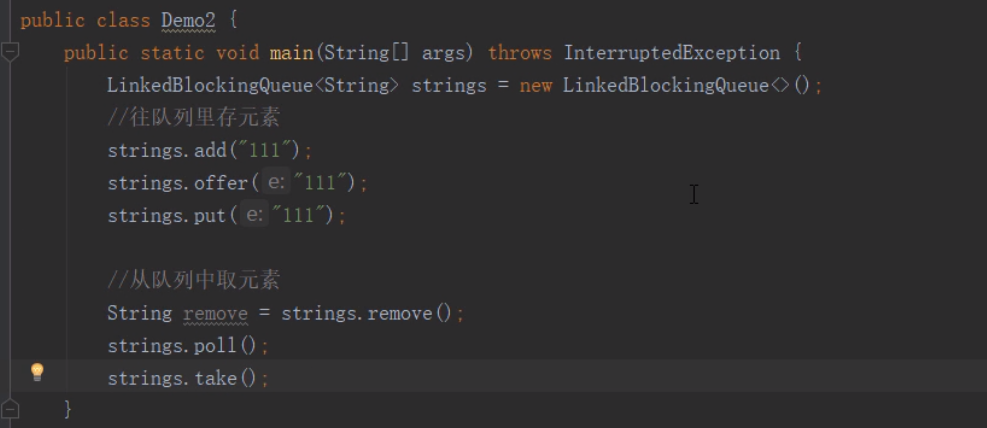 public class Demo2 {
public static void main(String[] args) throws InterruptedException {
LinkedBlockingQueue<String> strings = new LinkedBlockingQueue<>();
//往队列里存元素
strings.add("111");
strings.offer( e: "111");
strings.put( e: "111");
//从队列中取元素
String remove = strings.remove();
strings.poll();
strings.take();
}